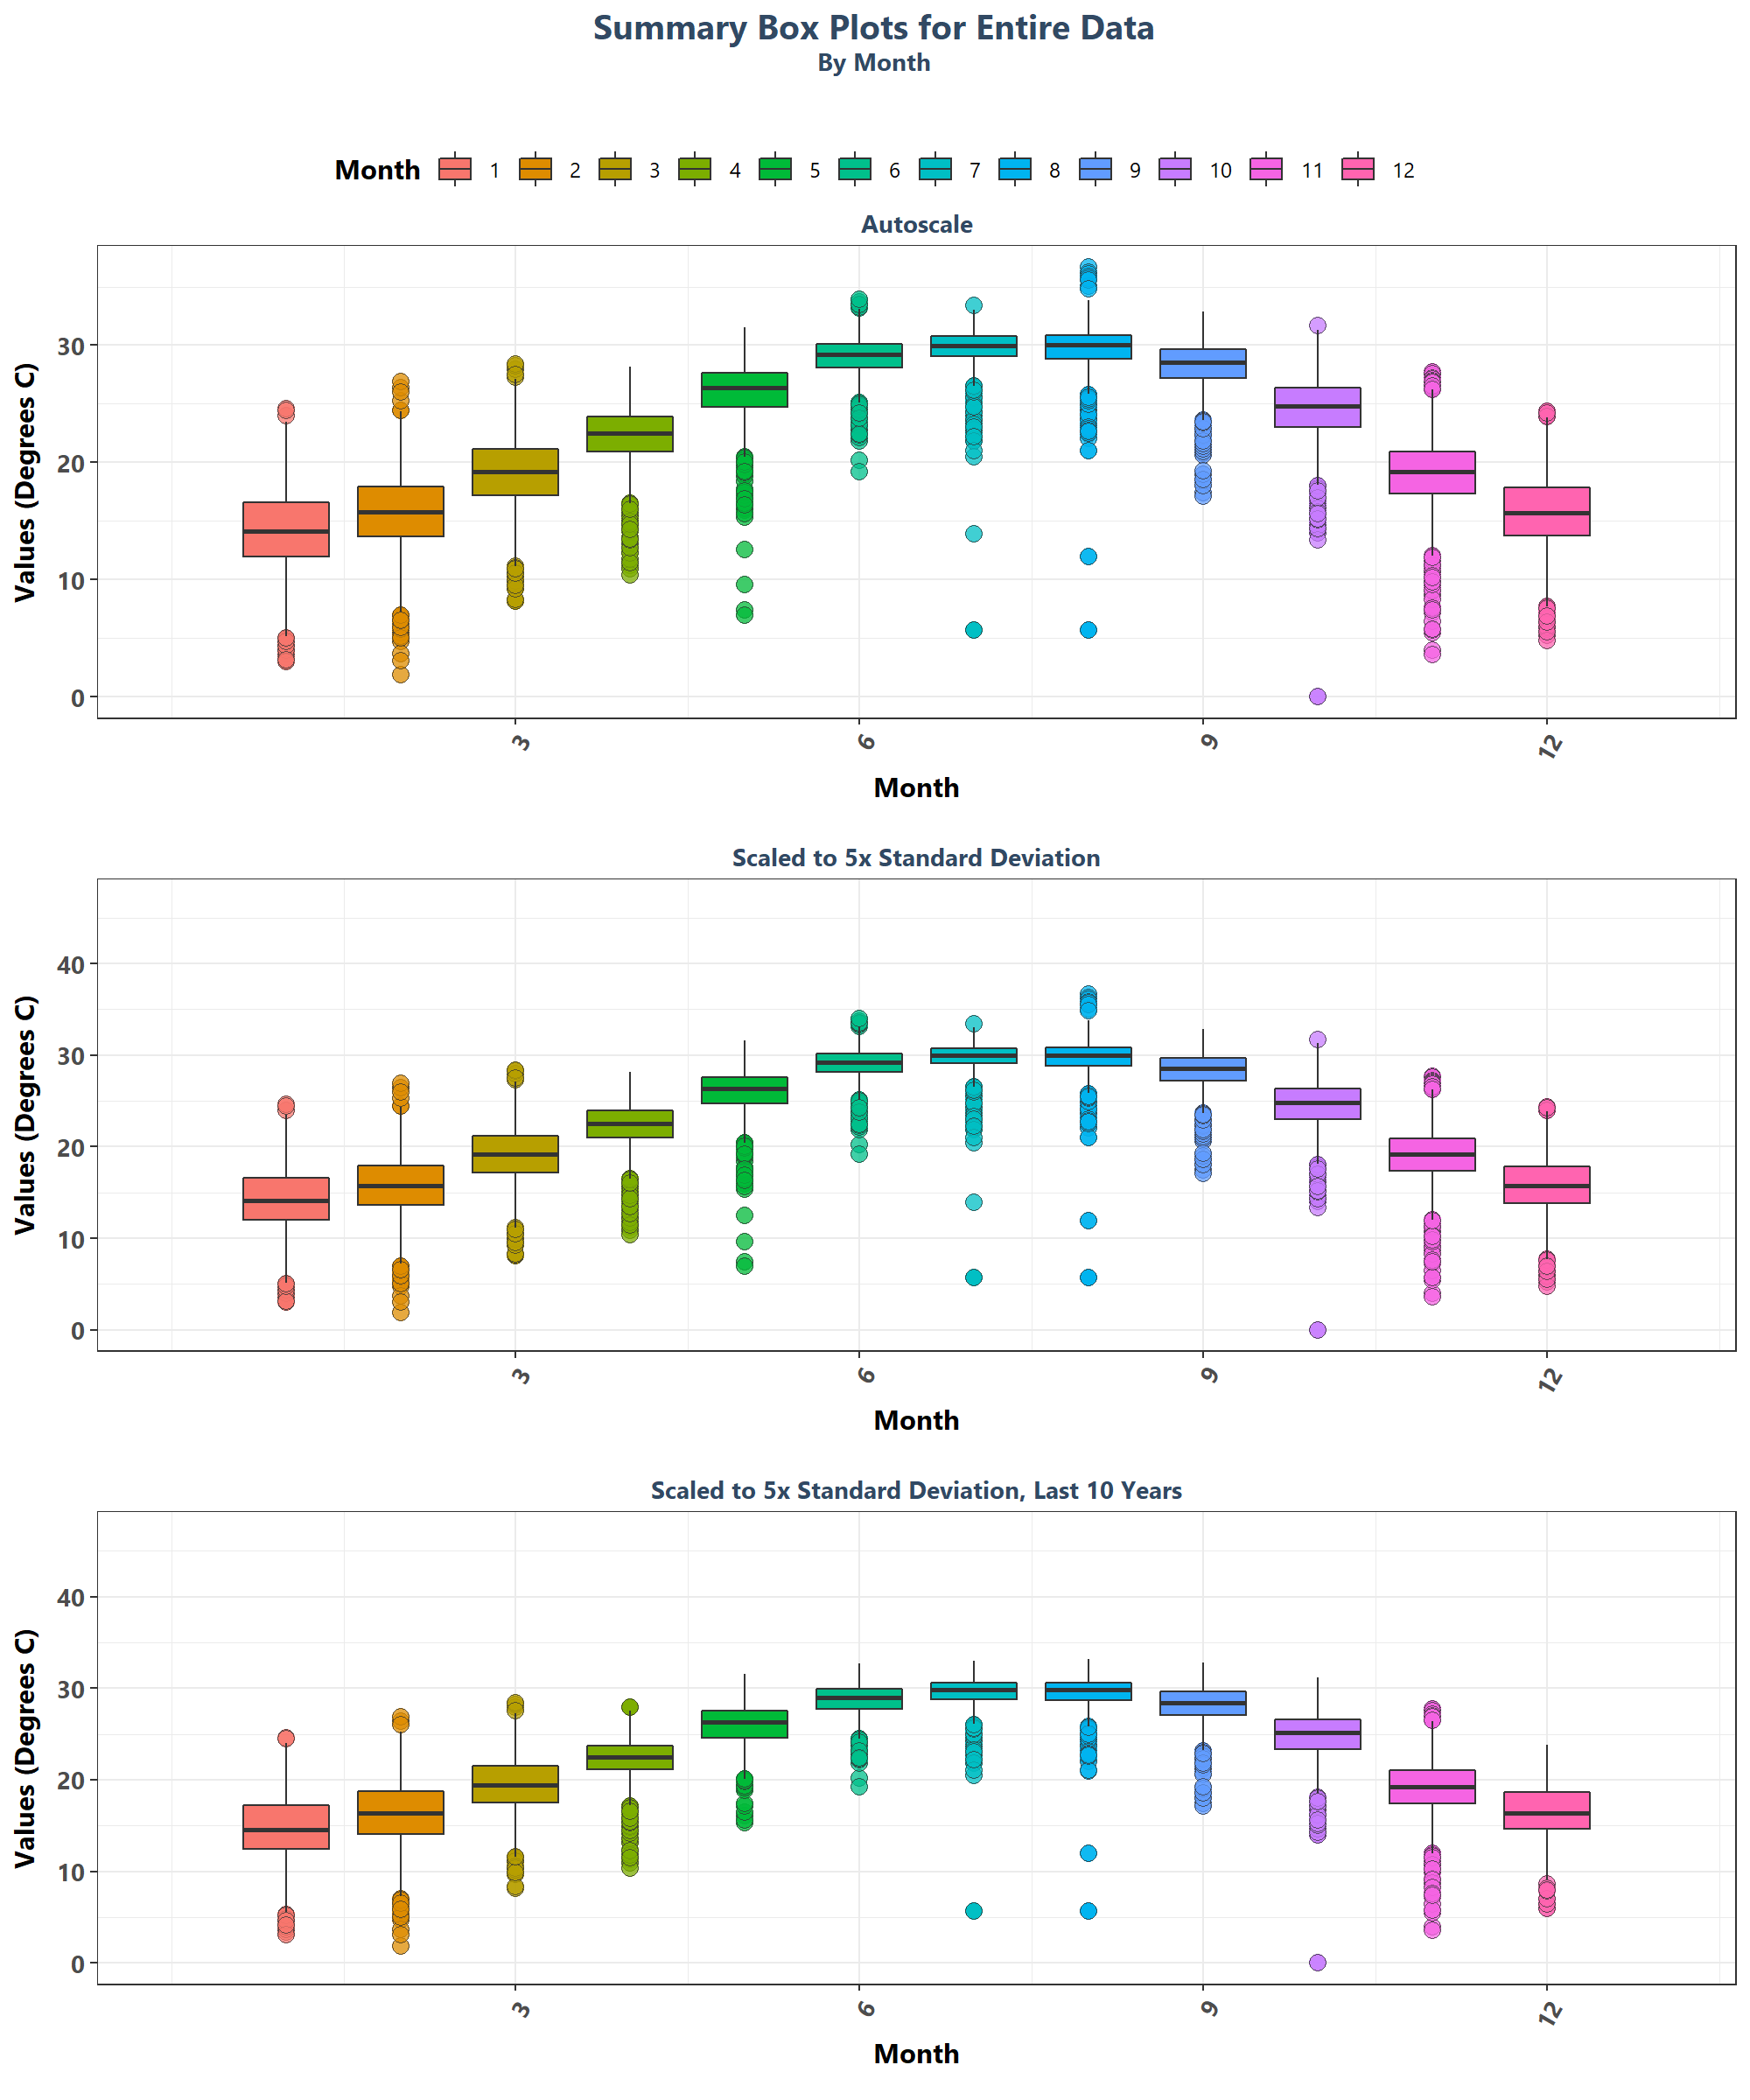 Summary Box Plots for Entire Data
By Month
Month 1 2 3 4 5 6 7 8 9 10 11 12
Autoscale
Values (Degrees C)
30
20
10
0
3 6 9 12
Month
Scaled to 5x Standard Deviation
Values (Degrees C)
40
30
20
10
0
3 6 9 12
Month
Scaled to 5x Standard Deviation, Last 10 Years
Values (Degrees C)
40
30
20
10
0
3 6 9 12
Month